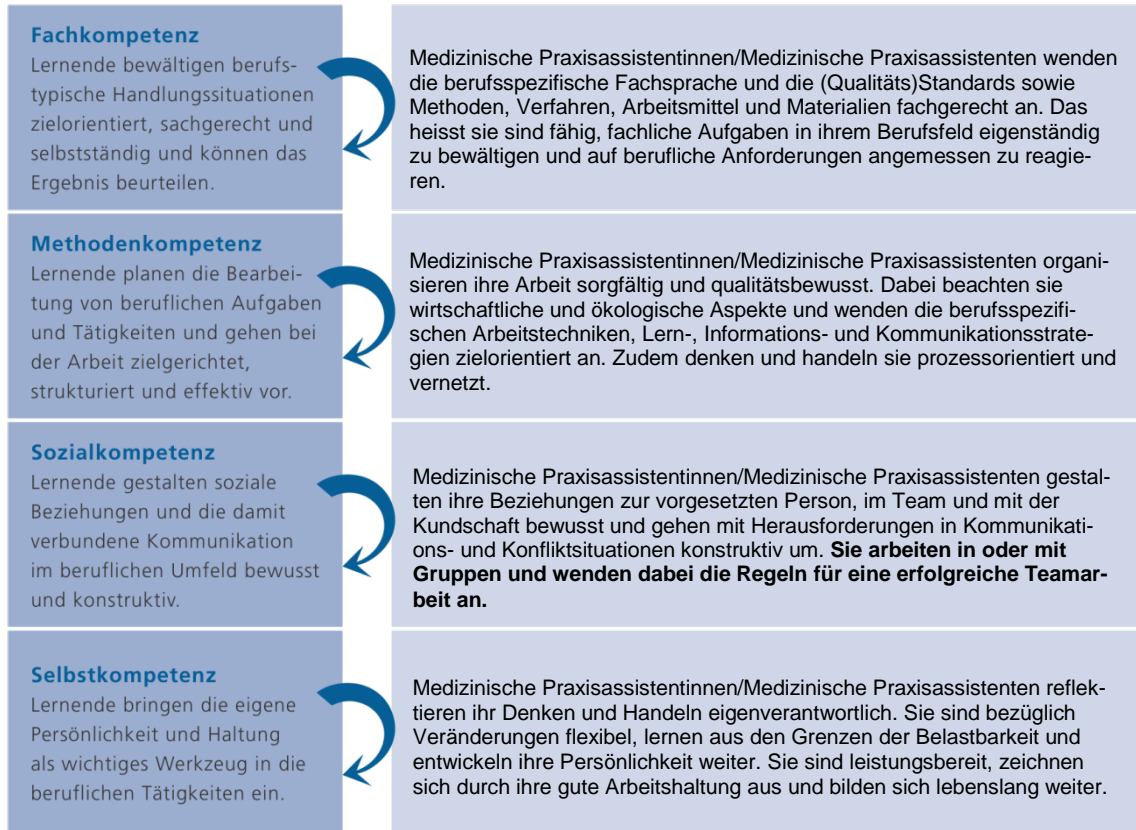 Fachkompetenz
Lernende bewältigen berufs-
typische Handlungssituationen
zielorientiert, sachgerecht und
selbstständig und können das
Ergebnis beurteilen.
Medizinische Praxisassistentinnen/Medizinische Praxisassistenten wenden
die berufsspezifische Fachsprache und die (Qualitäts)Standards sowie
Methoden, Verfahren, Arbeitsmittel und Materialien fachgerecht an. Das
heisst sie sind fähig, fachliche Aufgaben in ihrem Berufsfeld eigenständig
zu bewältigen und auf berufliche Anforderungen angemessen zu reagie-
ren.
Methodenkompetenz
Lernende planen die Bearbei-
tung von beruflichen Aufgaben
und Tätigkeiten und gehen bei
der Arbeit zielgerichtet,
strukturiert und effektiv vor.
Medizinische Praxisassistentinnen/Medizinische Praxisassistenten organi-
sieren ihre Arbeit sorgfältig und qualitätsbewusst. Dabei beachten sie
wirtschaftliche und ökologische Aspekte und wenden die berufsspezifi-
schen Arbeitstechniken, Lern-, Informations- und Kommunikationsstrate-
gien zielorientiert an. Zudem denken und handeln sie prozessorientiert und
vernetzt.
Sozialkompetenz
Lernende gestalten soziale
Beziehungen und die damit
verbundene Kommunikation
im beruflichen Umfeld bewusst
und konstruktiv.
Medizinische Praxisassistentinnen/Medizinische Praxisassistenten gestal-
ten ihre Beziehungen zur vorgesetzten Person, im Team und mit der
Kundschaft bewusst und gehen mit Herausforderungen in Kommunikati-
ons- und Konfliktsituationen konstruktiv um. Sie arbeiten in oder mit
Gruppen und wenden dabei die Regeln für eine erfolgreiche Teamar-
beit an.
Selbstkompetenz
Lernende bringen die eigene
Persönlichkeit und Haltung
als wichtiges Werkzeug in die
beruflichen Tätigkeiten ein.
Medizinische Praxisassistentinnen/Medizinische Praxisassistenten reflek-
tieren ihr Denken und Handeln eigenverantwortlich. Sie sind bezüglich
Veränderungen flexibel, lernen aus den Grenzen der Belastbarkeit und
entwickeln ihre Persönlichkeit weiter. Sie sind leistungsbereit, zeichnen
sich durch ihre gute Arbeitshaltung aus und bilden sich lebenslang weiter.